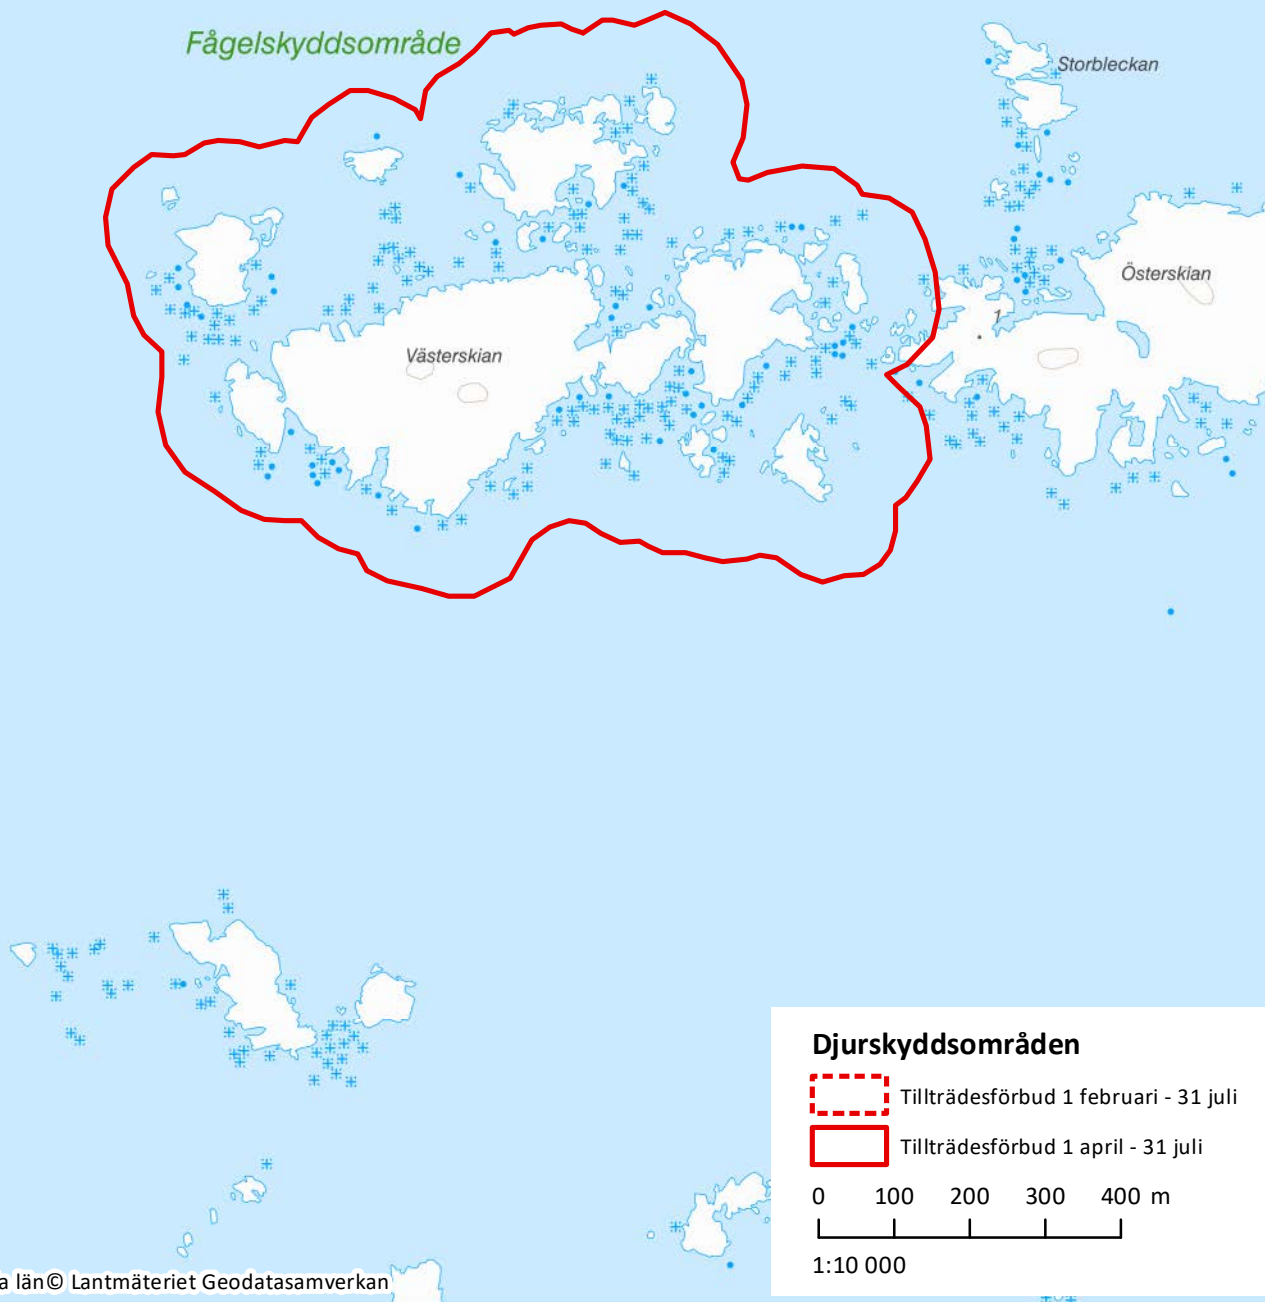 Fågelskyddsområde
Storbleckan
Österskian
1
Västerskian
Djurskyddsområden
Tillträdesförbud 1 februari - 31 juli
Tillträdesförbud 1 april - 31 juli
0 100 200 300 400 m
1:10 000
a län© Lantmäteriet Geodatasamverkan